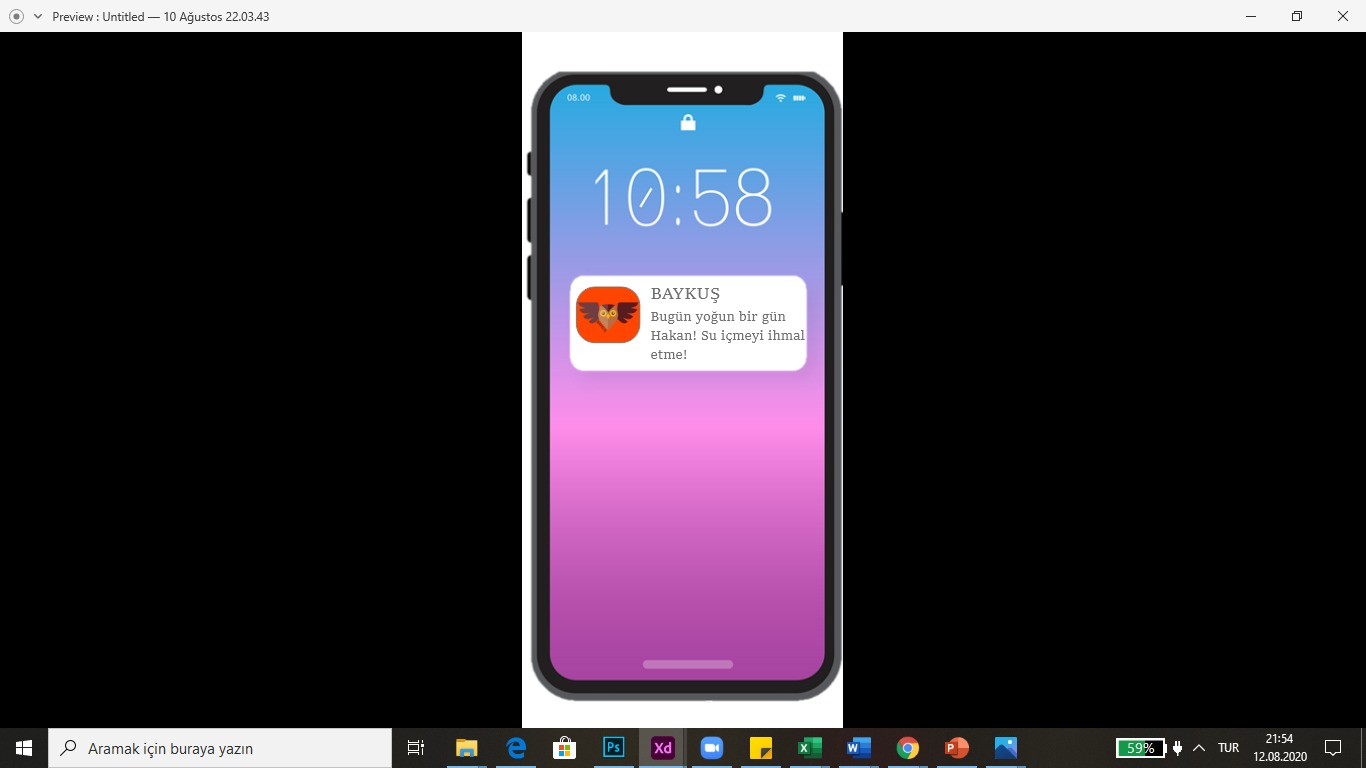 Preview : Untitled — 10 Ağustos 22.03.43
08.00
10:58
BAYKUŞ
Bugün yoğun bir gün
Hakan! Su içmeyi ihmal
etme!
Aramak için buraya yazın
Ps
Xd
59%
TUR
21:54
12.08.2020